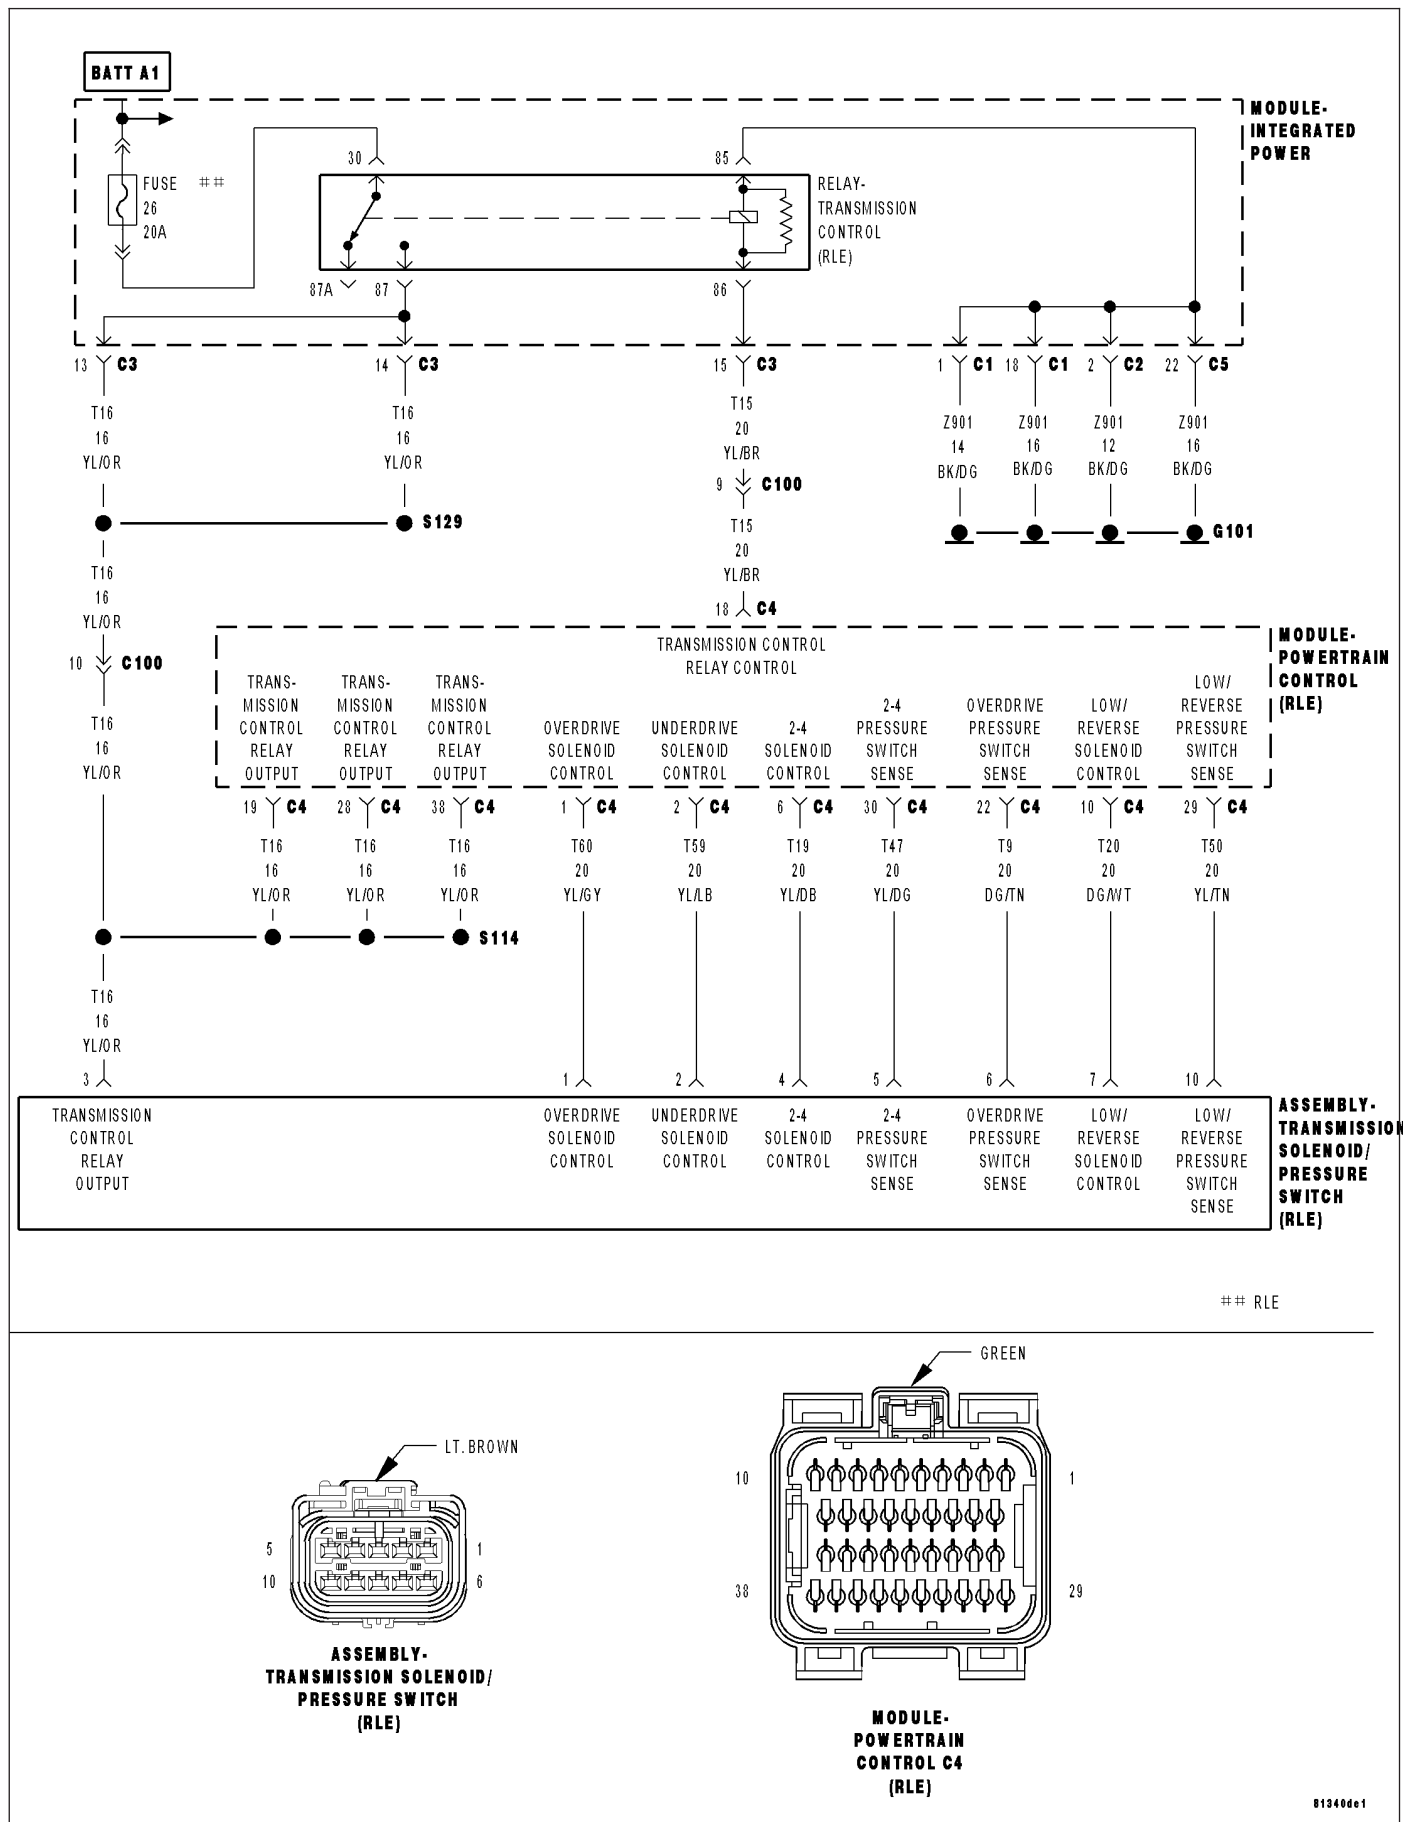 BATT A1
MODULE-
INTEGRATED
POWER
30
85
FUSE ##
26
20A
RELAY-
TRANSMISSION
CONTROL
(RLE)
87A
87
86
13 C3
14 C3
15 C3
1 C1
18 C1
2 C2
22 C5
T16
16
YL/OR
T16
16
YL/OR
T15
20
YL/BR
Z901
14
BK/DG
Z901
16
BK/DG
Z901
12
BK/DG
Z901
16
BK/DG
9 C100
S129
G101
T15
20
YL/BR
T16
16
YL/OR
18 C4
10 C100
T16
16
YL/OR
MODULE-
POWERTRAIN
CONTROL
(RLE)
TRANSMISSION CONTROL
RELAY CONTROL
TRANS-
MISSION
CONTROL
RELAY
OUTPUT
TRANS-
MISSION
CONTROL
RELAY
OUTPUT
TRANS-
MISSION
CONTROL
RELAY
OUTPUT
OVERDRIVE
SOLENOID
CONTROL
UNDERDRIVE
SOLENOID
CONTROL
2-4
SOLENOID
CONTROL
2-4
PRESSURE
SWITCH
SENSE
OVERDRIVE
PRESSURE
SWITCH
SENSE
LOW/
REVERSE
SOLENOID
CONTROL
LOW/
REVERSE
PRESSURE
SWITCH
SENSE
19 C4
28 C4
38 C4
1 C4
2 C4
6 C4
30 C4
22 C4
10 C4
29 C4
T16
16
YL/OR
T16
16
YL/OR
T16
16
YL/OR
T60
20
YL/GY
T59
20
YL/LB
T19
20
YL/DB
T47
20
YL/DG
T9
20
DG/TN
T20
20
DG/WT
T50
20
YL/TN
S114
T16
16
YL/OR
3
1
2
4
5
6
7
10
TRANSMISSION
CONTROL
RELAY
OUTPUT
OVERDRIVE
SOLENOID
CONTROL
UNDERDRIVE
SOLENOID
CONTROL
2-4
SOLENOID
CONTROL
2-4
PRESSURE
SWITCH
SENSE
OVERDRIVE
PRESSURE
SWITCH
SENSE
LOW/
REVERSE
SOLENOID
CONTROL
LOW/
REVERSE
PRESSURE
SWITCH
SENSE
ASSEMBLY-
TRANSMISSION
SOLENOID/
PRESSURE
SWITCH
(RLE)
## RLE
LT.BROWN
5
1
10
6
ASSEMBLY-
TRANSMISSION SOLENOID/
PRESSURE SWITCH
(RLE)
GREEN
10
1
38
29
MODULE-
POWERTRAIN
CONTROL C4
(RLE)
81340de1